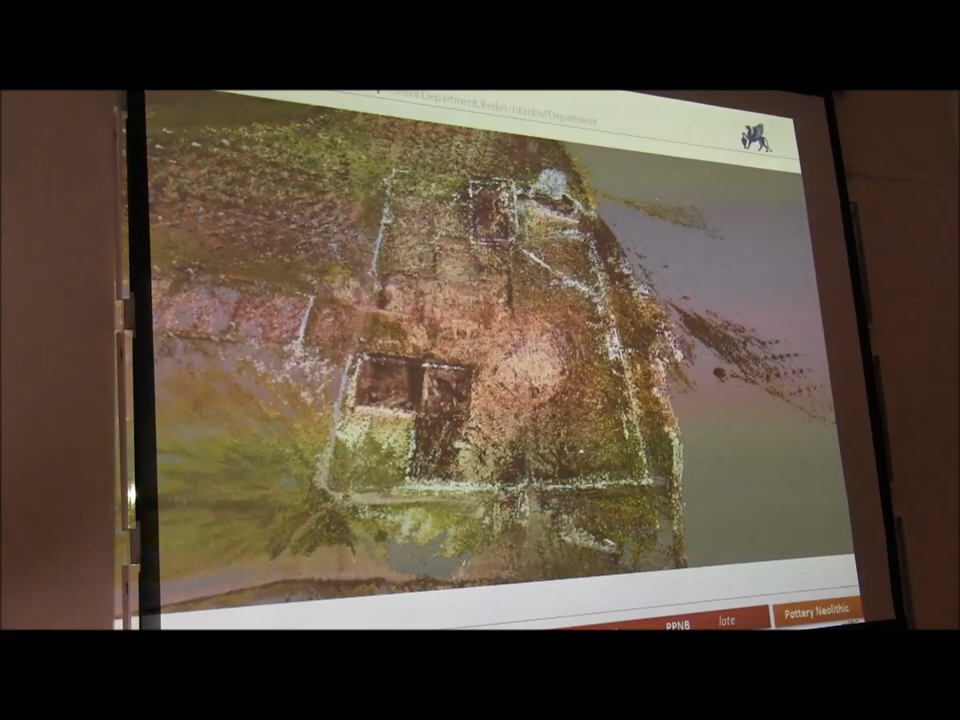 Department, Berlin / Istanbul Department
PPNB late Pottery Neolithic